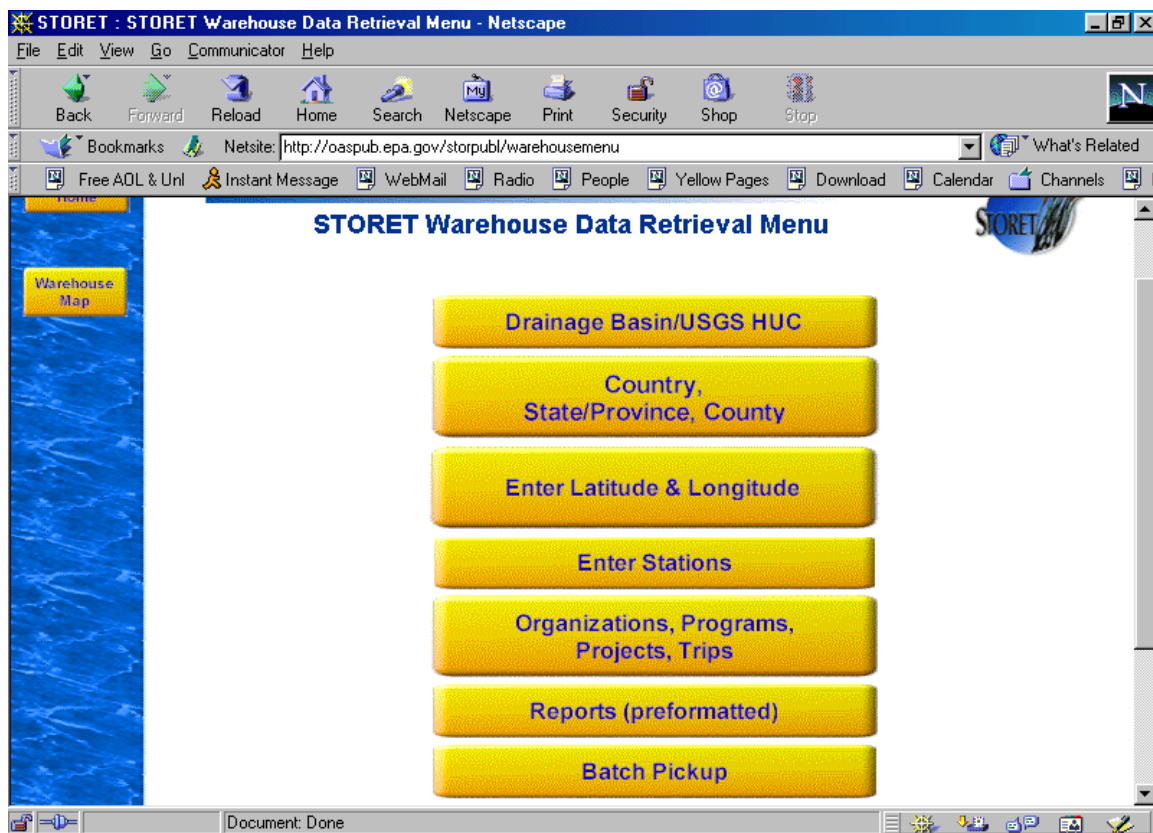 STORET : STORET Warehouse Data Retrieval Menu - Netscape
File Edit View Go Communicator Help
Back Forward Reload Home Search Netscape Print Security Shop Stop
My
N
Bookmarks Netsite: http://oaspub.epa.gov/storpubl/warehousemenu What's Related
Free AOL & Unl Instant Message WebMail Radio People Yellow Pages Download Calendar Channels
Home
STORET Warehouse Data Retrieval Menu
STORET
Warehouse
Map
Drainage Basin/USGS HUC
Country,
State/Province, County
Enter Latitude & Longitude
Enter Stations
Organizations, Programs,
Projects, Trips
Reports (preformatted)
Batch Pickup
Document: Done